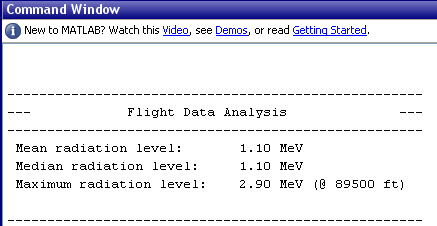 Command Window
New to MATLAB? Watch this Video, see Demos, or read Getting Started.
-----------------------------------------------------
---            Flight Data Analysis              ---
-----------------------------------------------------
Mean radiation level:       1.10 MeV
Median radiation level:     1.10 MeV
Maximum radiation level:    2.90 MeV (@ 89500 ft)
-----------------------------------------------------